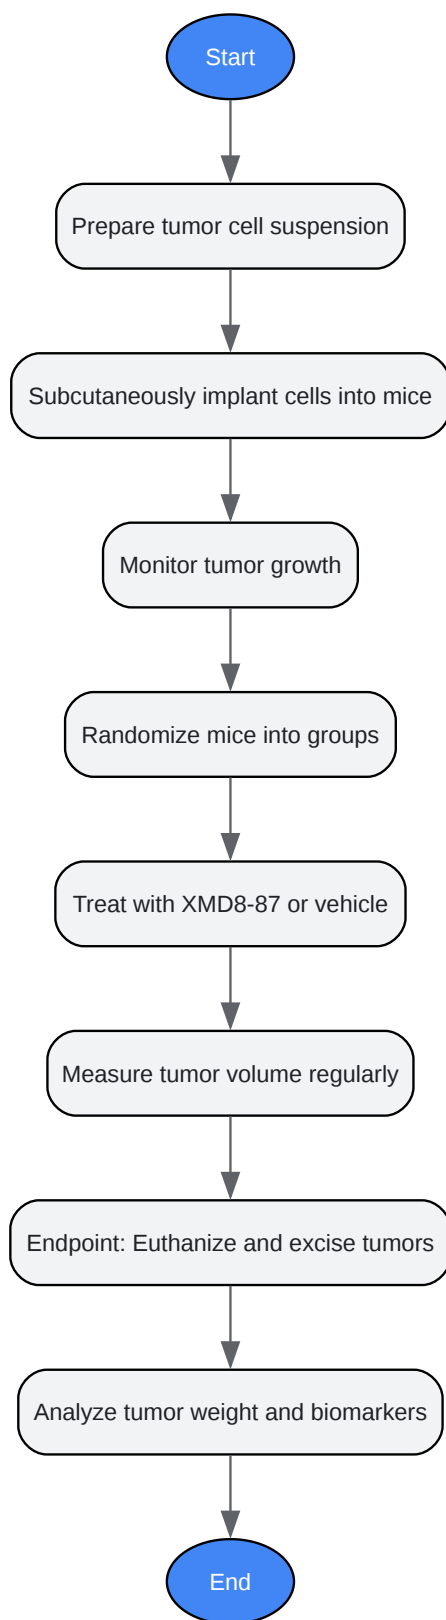 Start
Prepare tumor cell suspension
Subcutaneously implant cells into mice
Monitor tumor growth
Randomize mice into groups
Treat with XMD8-87 or vehicle
Measure tumor volume regularly
Endpoint: Euthanize and excise tumors
Analyze tumor weight and biomarkers
End